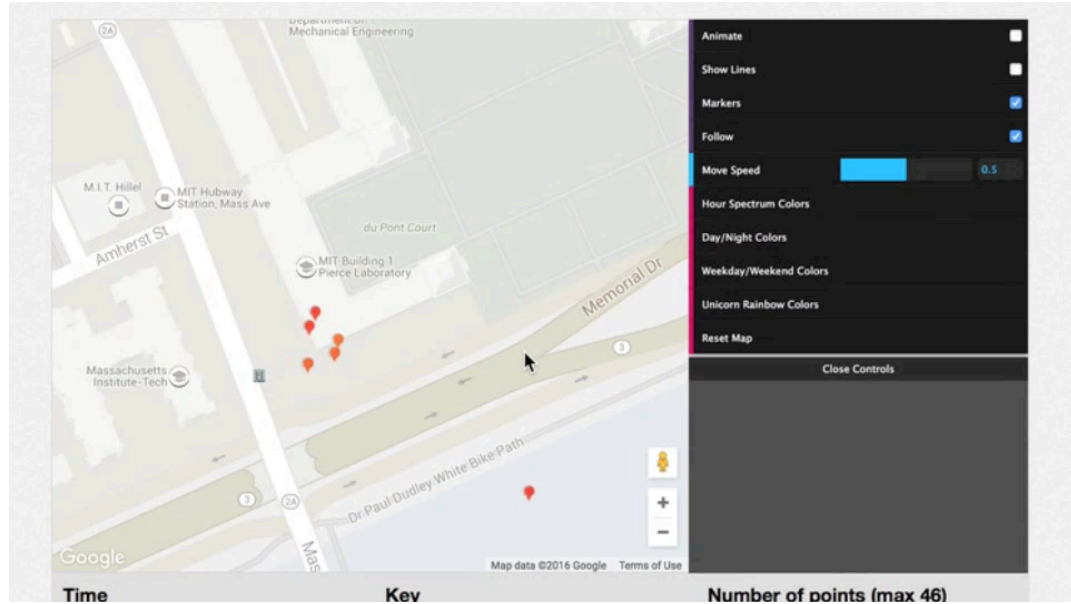 2A
Department of
Mechanical Engineering
M.I.T. Hillel
MIT Hubway
Station, Mass Ave
Amherst St
du Pont Court
MIT Building 1
Pierce Laboratory
Memorial Dr
3
Massachusetts
Institute-Tech
Dr Paul Dudley White Bike Path
3
2A
Mas
Google
+
−
Map data ©2016 Google
Terms of Use
Animate
Show Lines
Markers
Follow
Move Speed
0.5
Hour Spectrum Colors
Day/Night Colors
Weekday/Weekend Colors
Unicorn Rainbow Colors
Reset Map
Close Controls
Time
Key
Number of points (max 46)